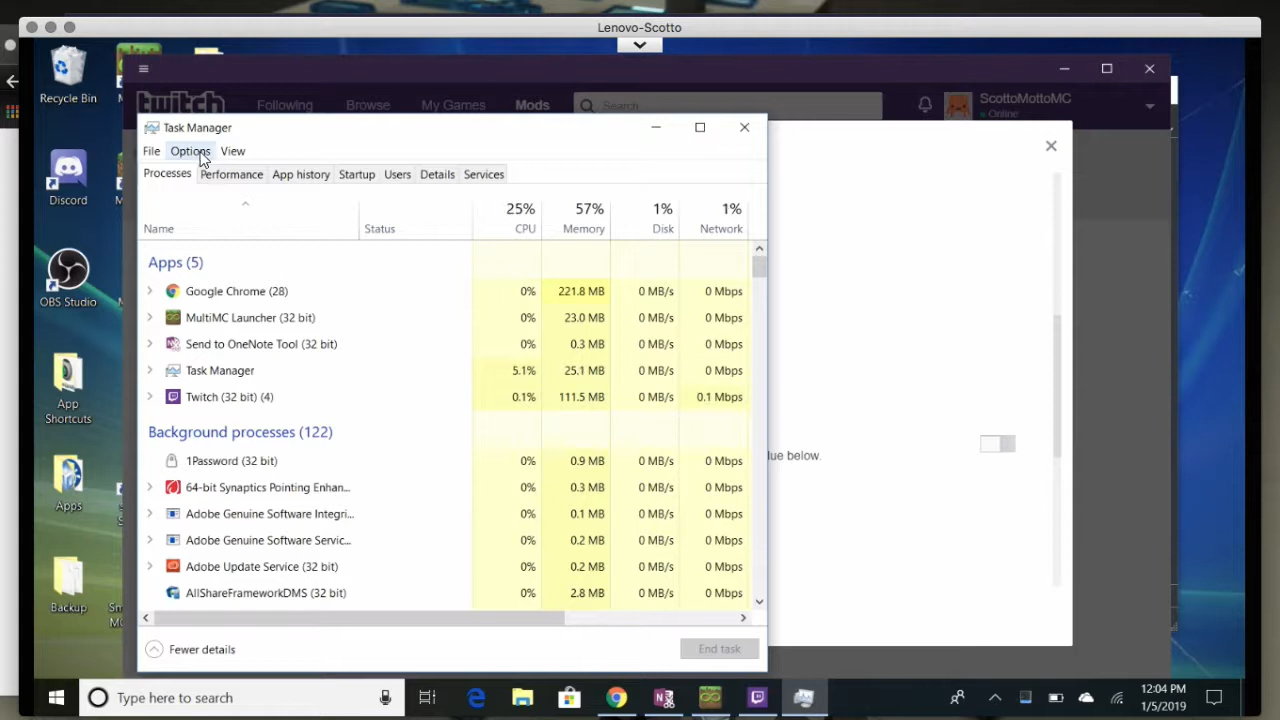 Lenovo-Scotto
Recycle Bin
twitch
Following
Browse
My Games
Mods
Search
ScottoMottoMC
Online
Task Manager
File
Options
View
Processes
Performance
App history
Startup
Users
Details
Services
25%
57%
1%
1%
Name
Status
CPU
Memory
Disk
Network
Apps (5)
Google Chrome (28)
0%
221.8 MB
0 MB/s
0 Mbps
MultiMC Launcher (32 bit)
0%
23.0 MB
0 MB/s
0 Mbps
Send to OneNote Tool (32 bit)
0%
0.3 MB
0 MB/s
0 Mbps
Task Manager
5.1%
25.1 MB
0 MB/s
0 Mbps
Twitch (32 bit) (4)
0.1%
111.5 MB
0 MB/s
0.1 Mbps
Background processes (122)
1Password (32 bit)
0%
0.9 MB
0 MB/s
0 Mbps
64-bit Synaptics Pointing Enhan...
0%
0.3 MB
0 MB/s
0 Mbps
Adobe Genuine Software Integri...
0%
0.1 MB
0 MB/s
0 Mbps
Adobe Genuine Software Servic...
0%
0.2 MB
0 MB/s
0 Mbps
Adobe Update Service (32 bit)
0%
0.2 MB
0 MB/s
0 Mbps
AllShareFrameworkDMS (32 bit)
0%
2.8 MB
0 MB/s
0 Mbps
Fewer details
End task
lue below.
Discord
OBS Studio
App
Shortcuts
Apps
Backup
Type here to search
12:04 PM
1/5/2019